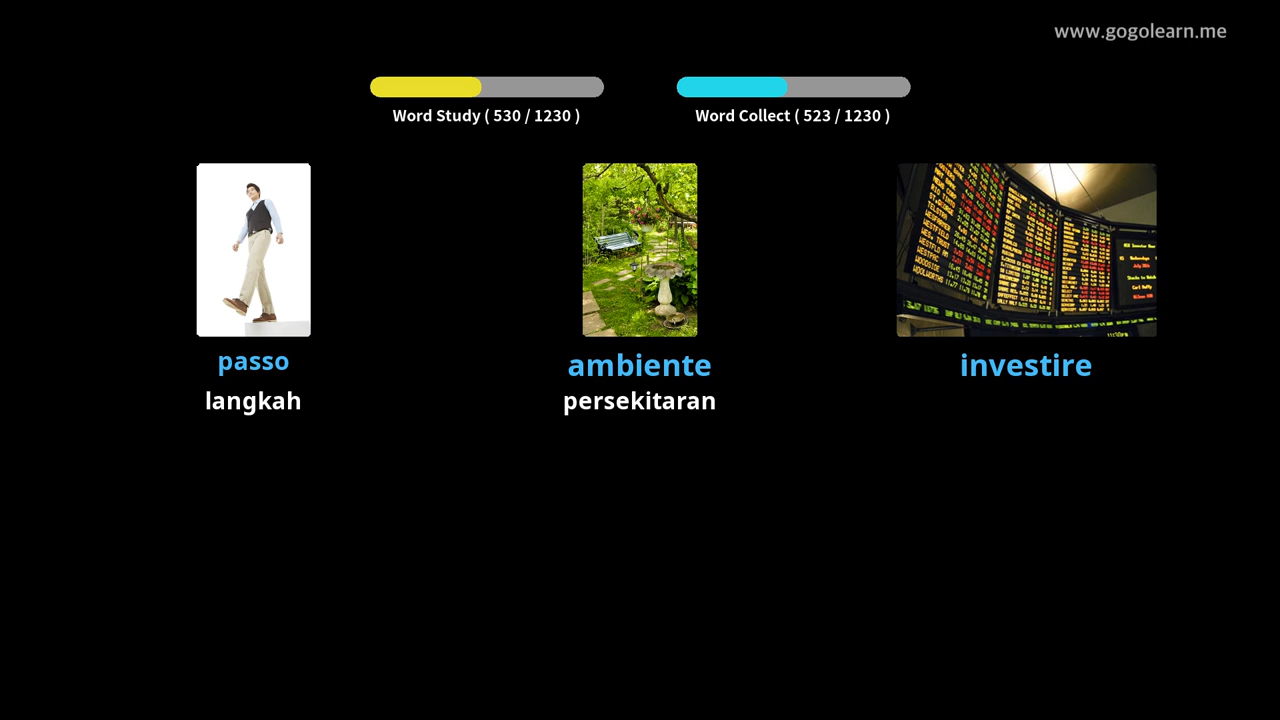 www.gogolearn.me
Word Study ( 530 / 1230 )
Word Collect ( 523 / 1230 )
passo
langkah
ambiente
persekitaran
investire